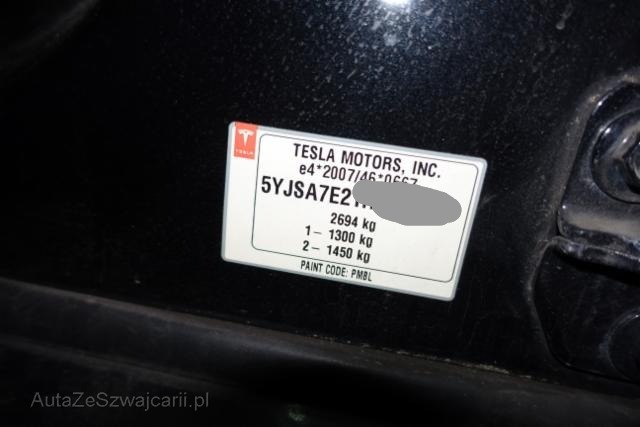 TESLA
TESLA MOTORS, INC.
e4*2007/46*0667
5YJSA7E21
2694 kg
1- 1300 kg
2- 1450 kg
PAINT CODE: PMBL
AutaZeSzwajcarii.pl